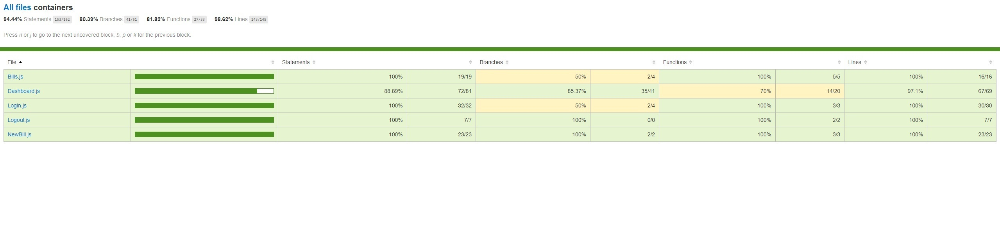 All files containers
94.44% Statements 153/162 80.39% Branches 41/51 81.82% Functions 27/33 98.62% Lines 143/145
Press n or j to go to the next uncovered block, b, p or k for the previous block.
File Statements Branches Functions Lines
Bills.js 100% 19/19 50% 2/4 100% 5/5 100% 16/16
Dashboard.js 88.89% 72/81 85.37% 35/41 70% 14/20 97.1% 67/69
Login.js 100% 32/32 50% 2/4 100% 3/3 100% 30/30
Logout.js 100% 7/7 100% 0/0 100% 2/2 100% 7/7
NewBill.js 100% 23/23 100% 2/2 100% 3/3 100% 23/23